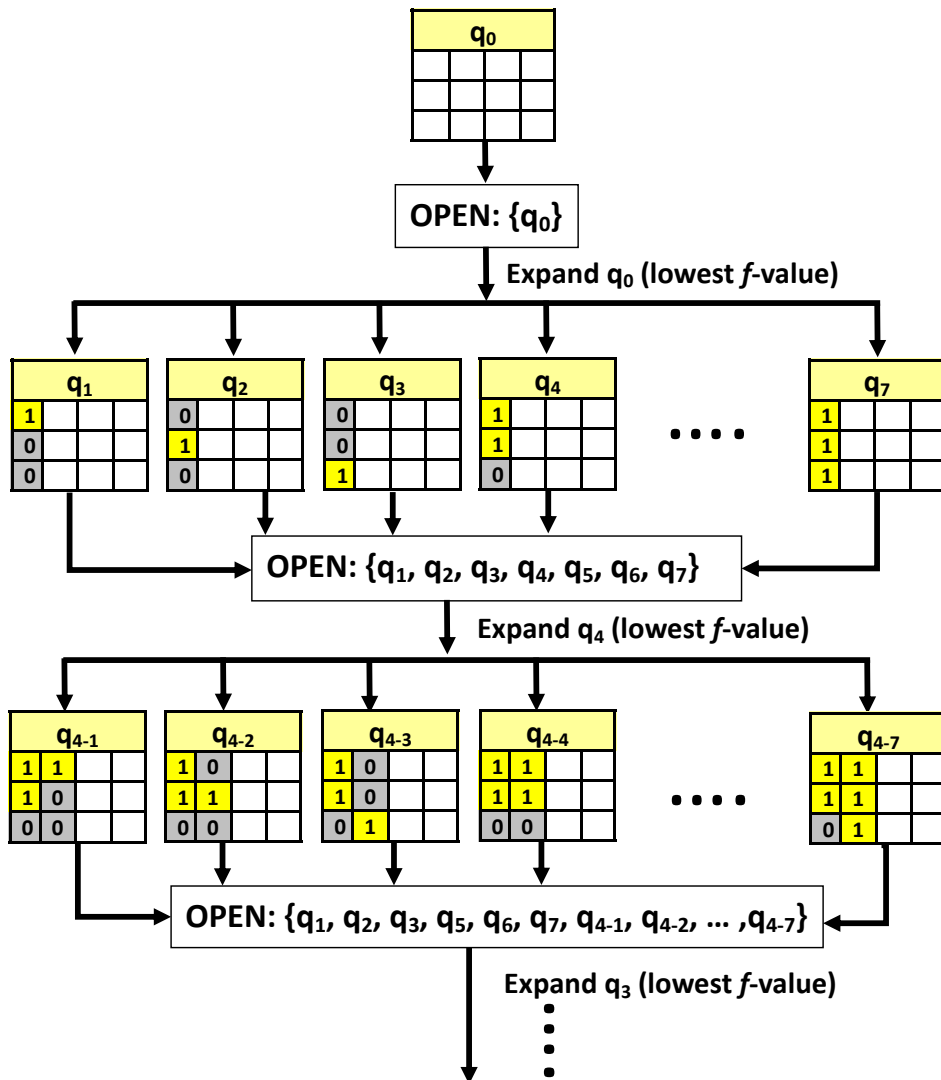 q₀
OPEN: {q₀}
Expand q₀ (lowest f-value)
q₁ q₂ q₃ q₄ q₇
1 0 0 1 1
0 1 0 1 . . . . 1
0 0 1 0 1
OPEN: {q₁, q₂, q₃, q₄, q₅, q₆, q₇}
Expand q₄ (lowest f-value)
q₄₋₁ q₄₋₂ q₄₋₃ q₄₋₄ q₄₋₇
1 1 1 0 1 0 1 1 1 1
1 0 1 1 1 0 1 1 . . . . 1 1
0 0 0 0 0 1 0 0 0 1
OPEN: {q₁, q₂, q₃, q₅, q₆, q₇, q₄₋₁, q₄₋₂, ... ,q₄₋₇}
Expand q₃ (lowest f-value)